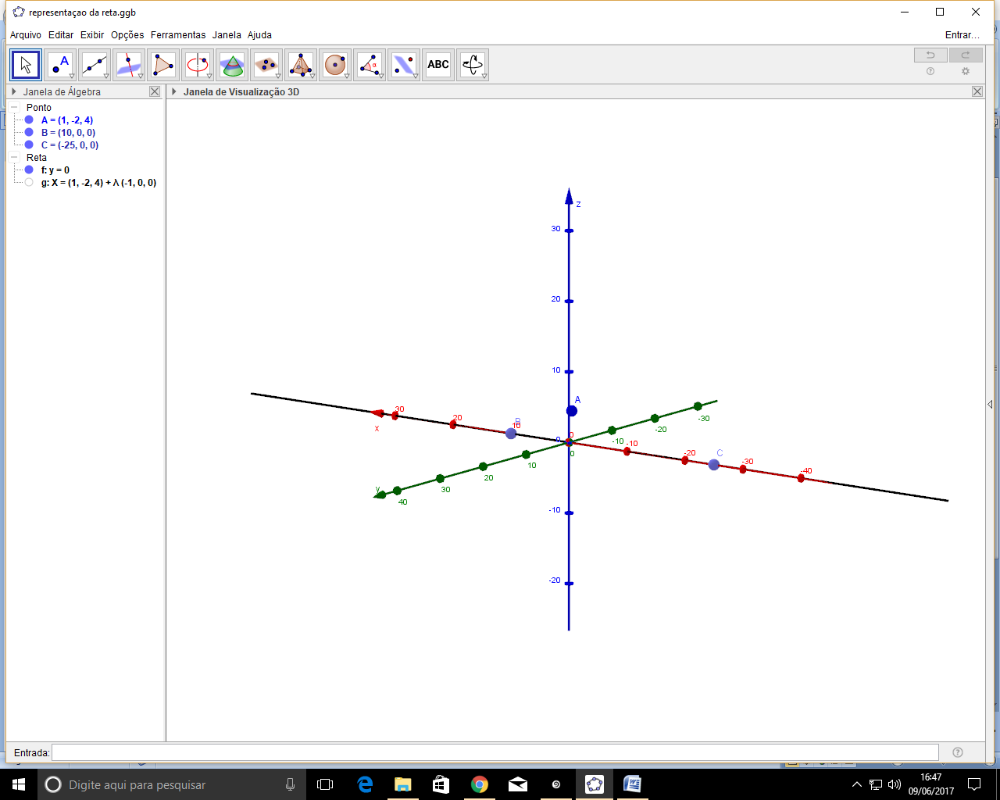 representaçao da reta.ggb
Arquivo Editar Exibir Opções Ferramentas Janela Ajuda
Entrar...
A
α
ABC
Janela de Álgebra
Janela de Visualização 3D
Ponto
A = (1, -2, 4)
B = (10, 0, 0)
C = (-25, 0, 0)
Reta
f: y = 0
g: X = (1, -2, 4) + λ (-1, 0, 0)
z
30
20
10
A
30
20
B
10
0
0
0
x
-10
-20
-30
-10
-20
C
-30
-40
10
20
30
y
40
-10
-20
Entrada:
Digite aqui para pesquisar
16:47
09/06/2017